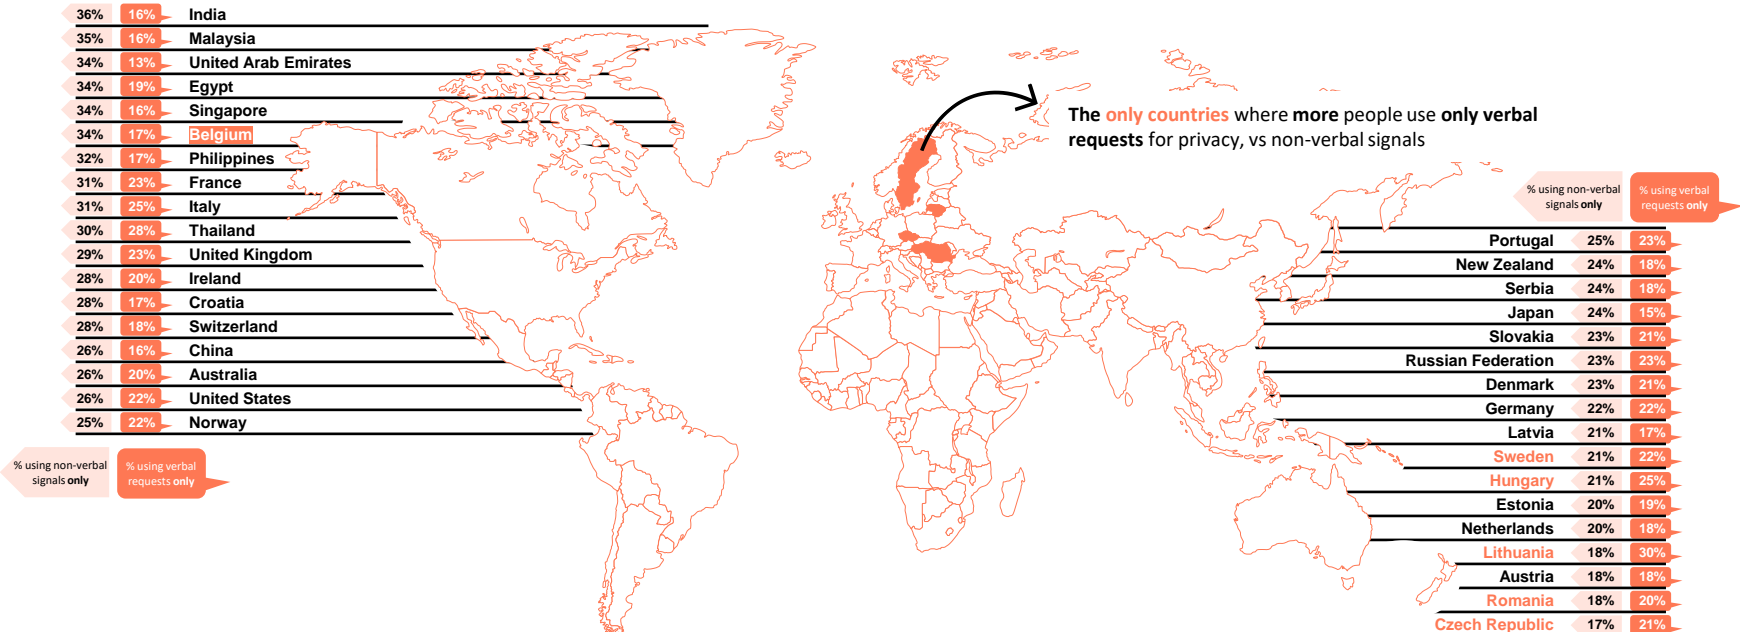 36% 16% India
35% 16% Malaysia
34% 13% United Arab Emirates
34% 19% Egypt
34% 16% Singapore
34% 17% Belgium
32% 17% Philippines
31% 23% France
31% 25% Italy
30% 28% Thailand
29% 23% United Kingdom
28% 20% Ireland
28% 17% Croatia
28% 18% Switzerland
26% 16% China
26% 20% Australia
26% 22% United States
25% 22% Norway
% using non-verbal
signals only
% using verbal
requests only
The only countries where more people use only verbal
requests for privacy, vs non-verbal signals
% using non-verbal
signals only
% using verbal
requests only
Portugal 25% 23%
New Zealand 24% 18%
Serbia 24% 18%
Japan 24% 15%
Slovakia 23% 21%
Russian Federation 23% 23%
Denmark 23% 21%
Germany 22% 22%
Latvia 21% 17%
Sweden 21% 22%
Hungary 21% 25%
Estonia 20% 19%
Netherlands 20% 18%
Lithuania 18% 30%
Austria 18% 18%
Romania 18% 20%
Czech Republic 17% 21%